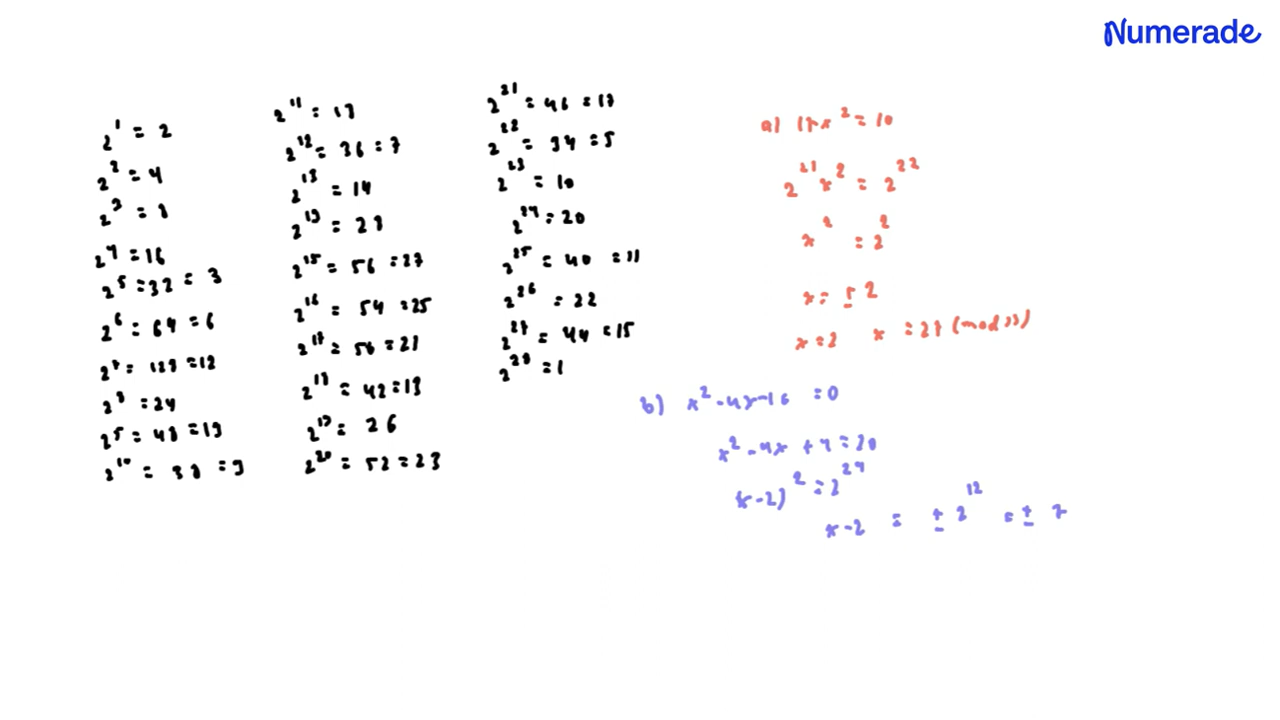 Numerade
2^1 = 2
2^2 = 4
2^3 = 8
2^4 = 16
2^5 = 32 = 3
2^6 = 64 = 6
2^7 = 128 = 12
2^8 = 24
2^9 = 48 = 19
2^10 = 38 = 9
2^11 = 18
2^12 = 36 = 7
2^13 = 14
2^14 = 28
2^15 = 56 = 27
2^16 = 54 = 25
2^17 = 50 = 21
2^18 = 42 = 13
2^19 = 26
2^20 = 52 = 23
2^21 = 46 = 17
2^22 = 34 = 5
2^23 = 10
2^24 = 20
2^25 = 40 = 11
2^26 = 22
2^27 = 44 = 15
2^28 = 1
a) 17x^2 = 10
2^21 x^2 = 2^22
x^2 = 2^2
x = ± 2
x = 2 x = 27 (mod 29)
b) x^2 - 4x - 16 = 0
x^2 - 4x + 4 = 20
(x - 2)^2 = 2^24
x - 2 = ± 2^12 = ± 7